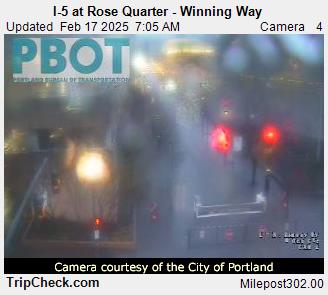 I-5 at Rose Quarter - Winning Way
Updated Feb 17 2025 7:05 AM Camera 4
PBOT
PORTLAND BUREAU OF TRANSPORTATION
Camera courtesy of the City of Portland
TripCheck.com Milepost302.00